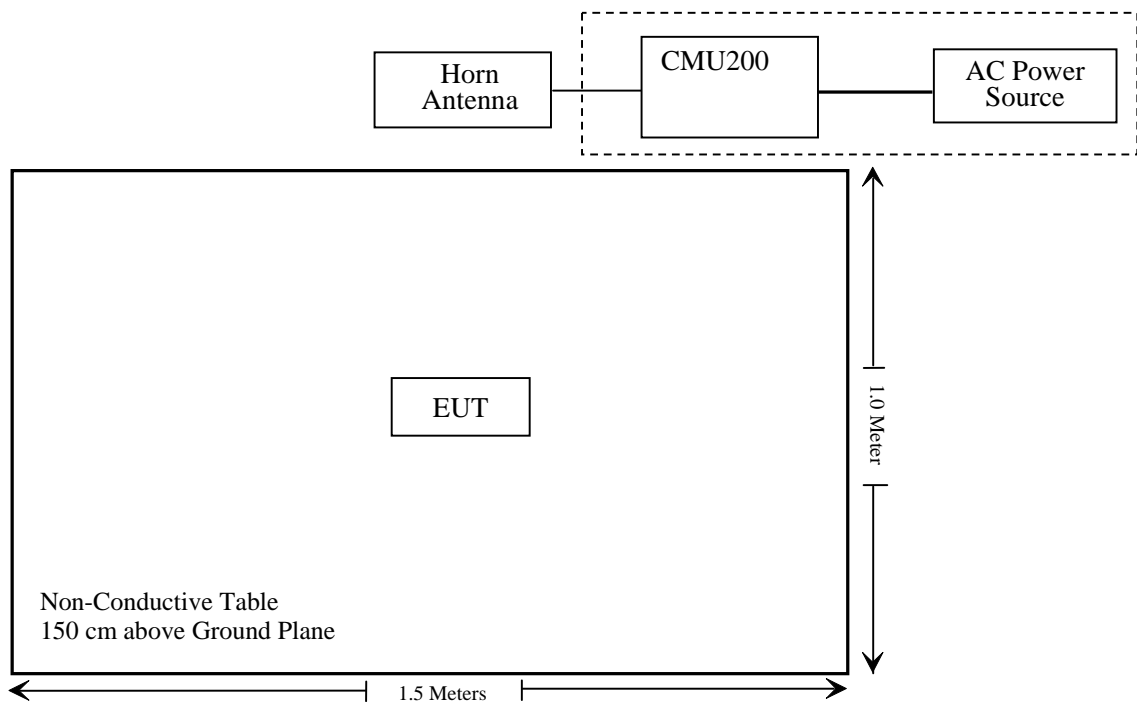 Horn
Antenna
CMU200
AC Power
Source
EUT
1.0 Meter
Non-Conductive Table
150 cm above Ground Plane
1.5 Meters